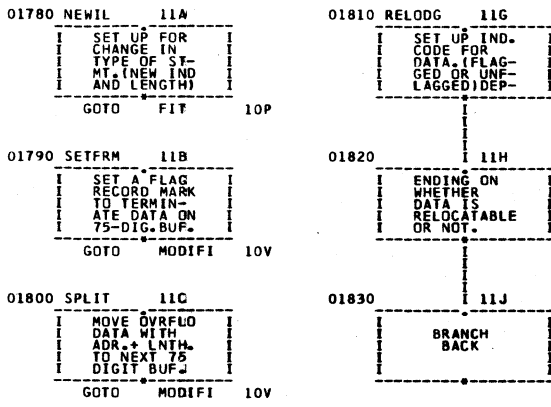 01780 NEWIL 11A
SET UP FOR
CHANGE IN
TYPE OF ST-
MT.(NEW IND
AND LENGTH)
GOTO FIT 10P
01790 SETFRM 11B
SET A FLAG
RECORD MARK
TO TERMIN-
ATE DATA ON
75-DIG.BUF.
GOTO MODIFI 10V
01800 SPLIT 11C
MOVE OVRFLO
DATA WITH
ADR.+ LNTH.
TO NEXT 75
DIGIT BUF.
GOTO MODIFI 10V
01810 RELODG 11G
SET UP IND.
CODE FOR
DATA.(FLAG-
GED OR UNF-
LAGGED)DEP-
01820 11H
ENDING ON
WHETHER
DATA IS
RELOCATABLE
OR NOT.
01830 11J
BRANCH
BACK